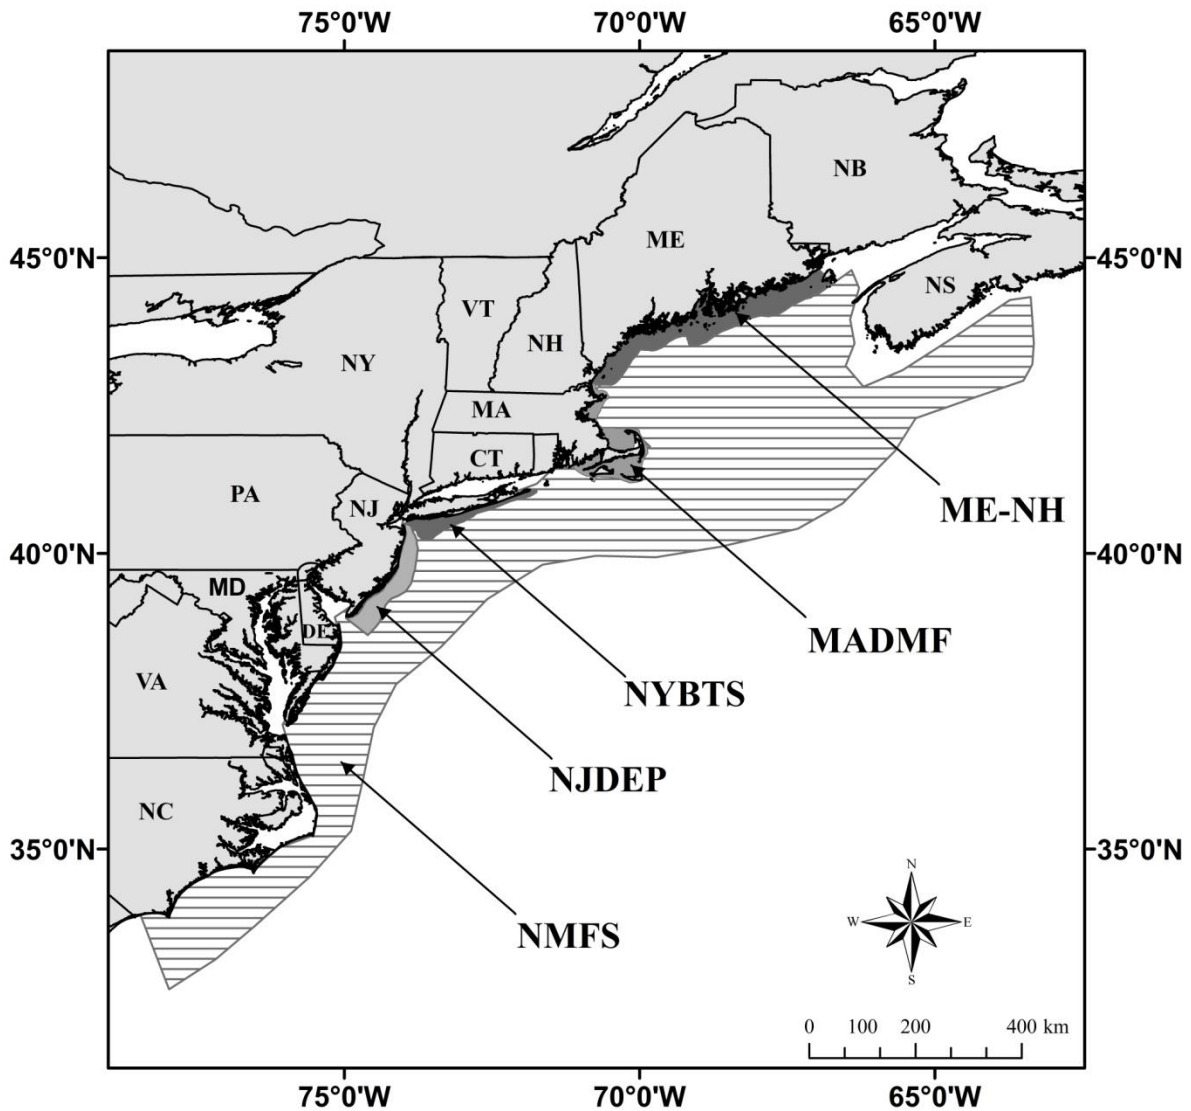 75°0'W 70°0'W 65°0'W
NB
ME
45°0'N 45°0'N
NS
VT
NH
NY
MA
CT
PA
NJ
ME-NH
40°0'N 40°0'N
MD
DE
MADMF
VA
NYBTS
NJDEP
NC
35°0'N 35°0'N
N
W E
S
NMFS
0 100 200 400 km
75°0'W 70°0'W 65°0'W